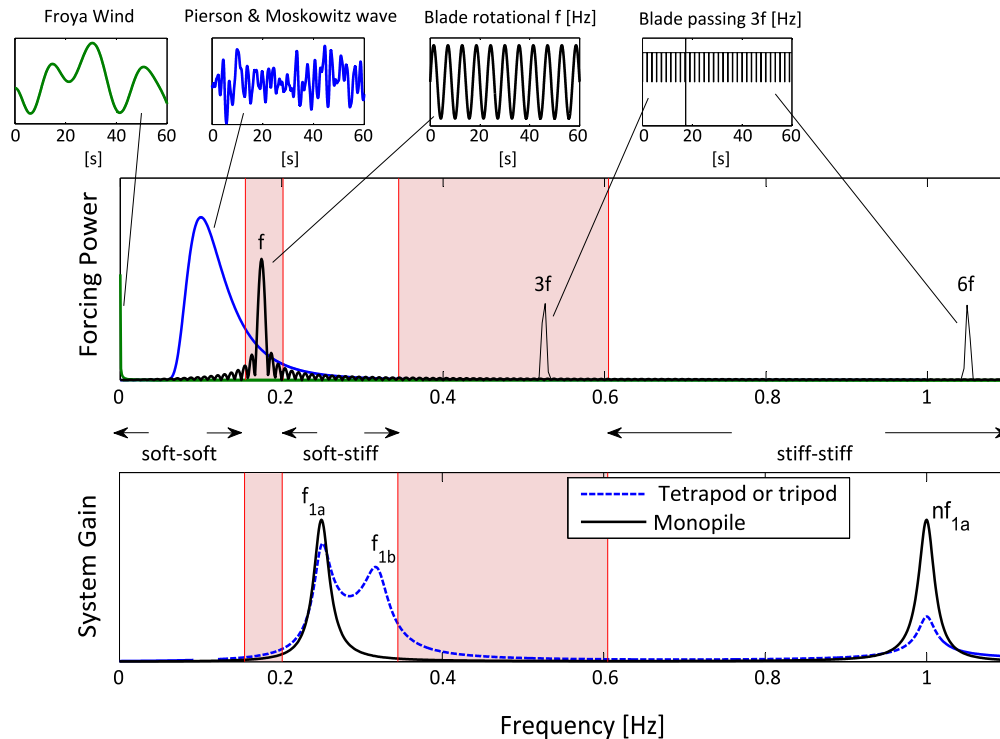 Froya Wind
Pierson & Moskowitz wave
Blade rotational f [Hz]
Blade passing 3f [Hz]
0 20 40 60
0 20 40 60
0 20 40 60
0 20 40 60
[s]
[s]
[s]
[s]
Forcing Power
f
3f
6f
0 0.2 0.4 0.6 0.8 1
soft-soft
soft-stiff
stiff-stiff
System Gain
f1a
f1b
nf1a
Tetrapod or tripod
Monopile
0 0.2 0.4 0.6 0.8 1
Frequency [Hz]